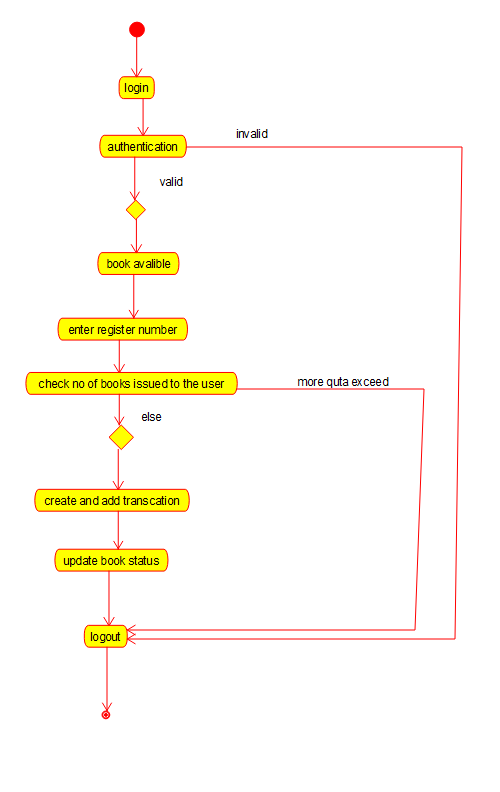 login
invalid
authentication
valid
book avalible
enter register number
check no of books issued to the user
more quta exceed
else
create and add transcation
update book status
logout